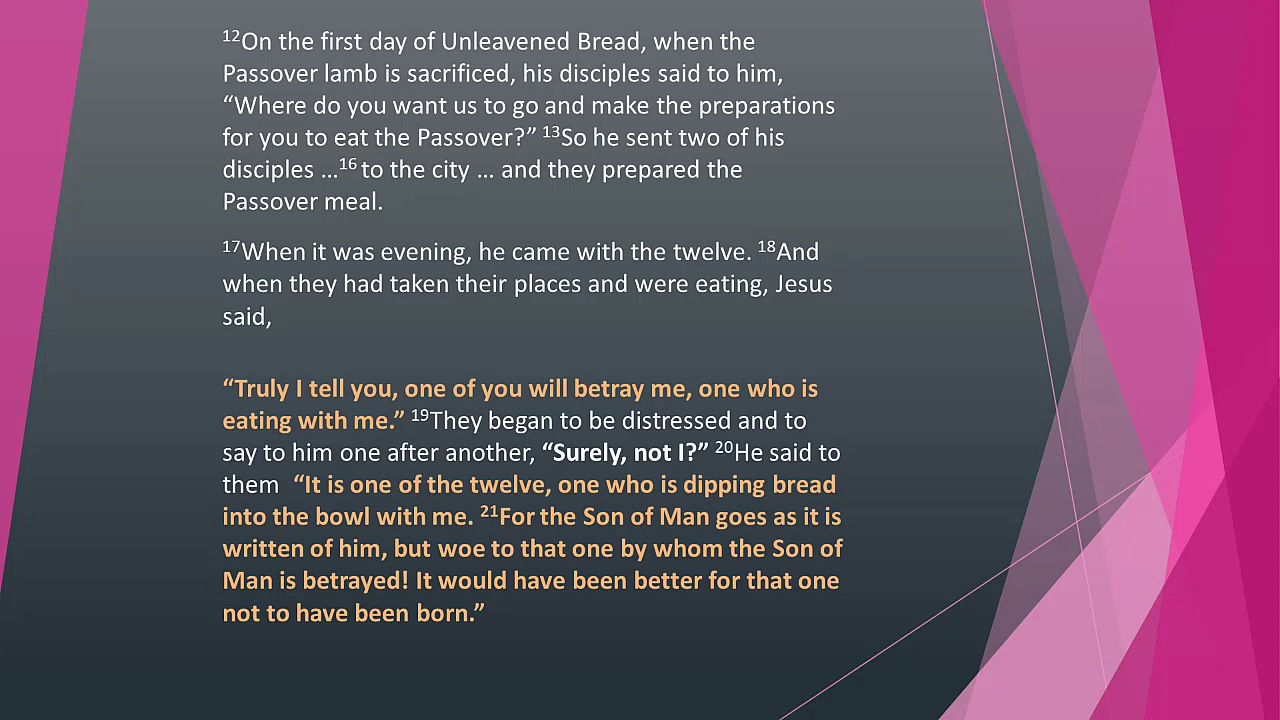 ¹²On the first day of Unleavened Bread, when the
Passover lamb is sacrificed, his disciples said to him,
“Where do you want us to go and make the preparations
for you to eat the Passover?” ¹³So he sent two of his
disciples …¹⁶ to the city … and they prepared the
Passover meal.
¹⁷When it was evening, he came with the twelve. ¹⁸And
when they had taken their places and were eating, Jesus
said,
“Truly I tell you, one of you will betray me, one who is
eating with me.” ¹⁹They began to be distressed and to
say to him one after another, “Surely, not I?” ²⁰He said to
them “It is one of the twelve, one who is dipping bread
into the bowl with me. ²¹For the Son of Man goes as it is
written of him, but woe to that one by whom the Son of
Man is betrayed! It would have been better for that one
not to have been born.”